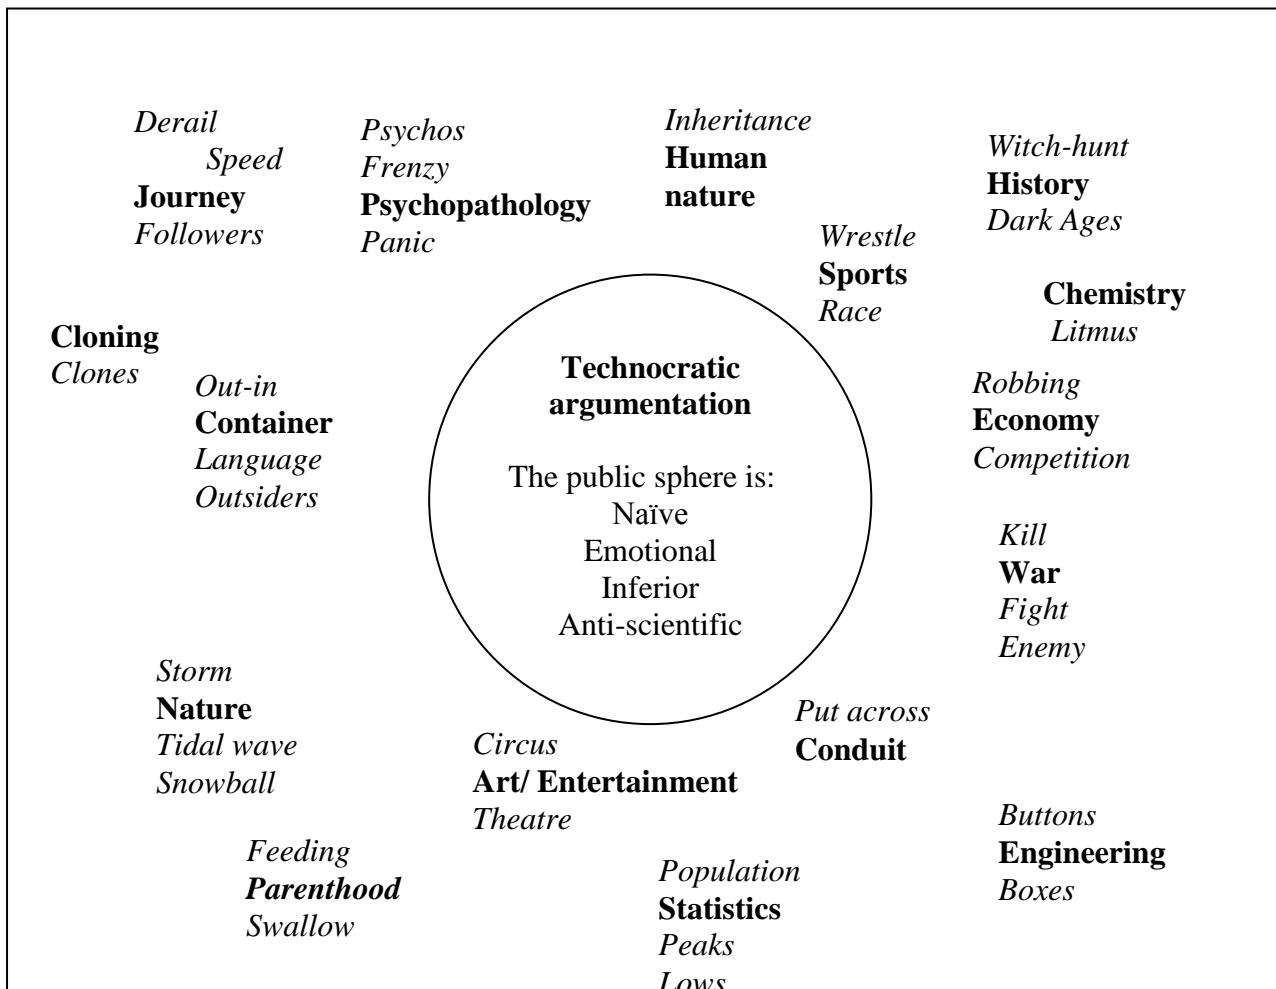 Derail
Speed
Journey
Followers
Psychos
Frenzy
Psychopathology
Panic
Inheritance
Human
nature
Witch-hunt
History
Dark Ages
Wrestle
Sports
Race
Chemistry
Litmus
Cloning
Clones
Out-in
Container
Language
Outsiders
Technocratic
argumentation
The public sphere is:
Naïve
Emotional
Inferior
Anti-scientific
Robbing
Economy
Competition
Kill
War
Fight
Enemy
Storm
Nature
Tidal wave
Snowball
Circus
Art/ Entertainment
Theatre
Put across
Conduit
Feeding
Parenthood
Swallow
Population
Statistics
Peaks
Lows
Buttons
Engineering
Boxes